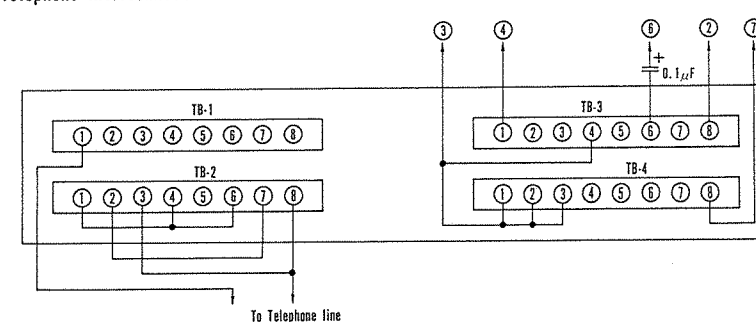 ③ ④ ⑥ ② ⑦
+
0.1μF
TB-1 TB-3
① ② ③ ④ ⑤ ⑥ ⑦ ⑧ ① ② ③ ④ ⑤ ⑥ ⑦ ⑧
TB-2 TB-4
① ② ③ ④ ⑤ ⑥ ⑦ ⑧ ① ② ③ ④ ⑤ ⑥ ⑦ ⑧
To Telephone line